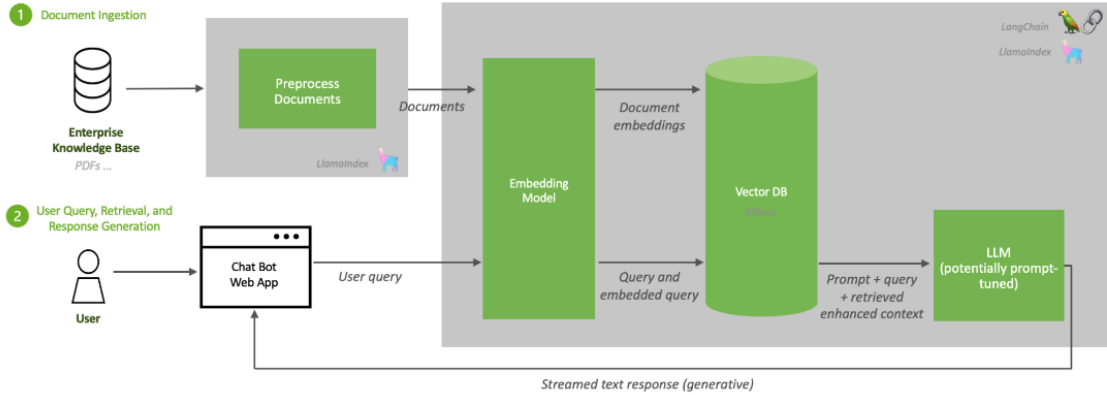 1 Document Ingestion
Preprocess
Documents
LlamaIndex
Enterprise
Knowledge Base
PDFs ...
Documents
Embedding
Model
Document
embeddings
Vector DB
Milvus
LangChain
LlamaIndex
2 User Query, Retrieval, and
Response Generation
User
Chat Bot
Web App
User query
Query and
embedded query
Prompt + query
+ retrieved
enhanced context
LLM
(potentially prompt-
tuned)
Streamed text response (generative)